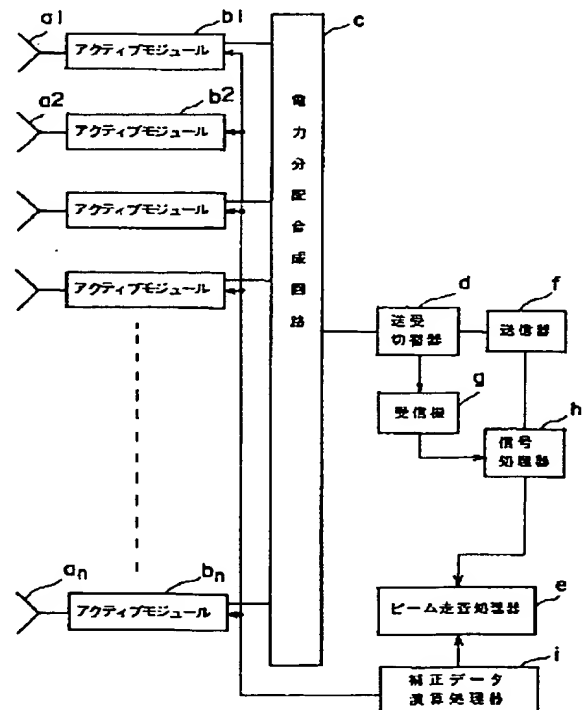 a1
b1
アクティブモジュール
c
a2
b2
アクティブモジュール
アクティブモジュール
アクティブモジュール
電力分配合成回路
d
送受
切替器
f
送信器
g
受信機
h
信号
処理器
an
bn
アクティブモジュール
e
ビーム走査処理器
i
補正データ
演算処理器